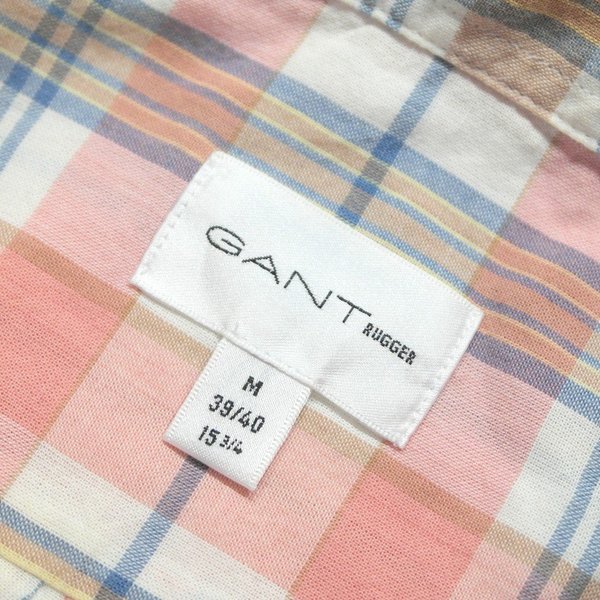 GANT
RUGGER
M
39/40
15 3/4